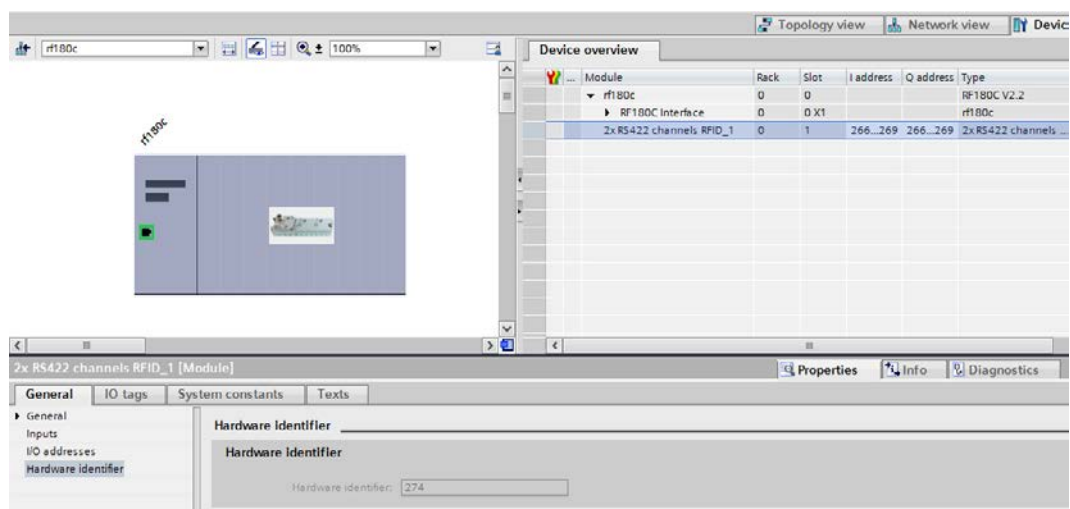 Topology view Network view Devic
rf180c 100% Device overview
... Module Rack Slot I address Q address Type
rf180c 0 0 RF180C V2.2
RF180C Interface 0 0 X1 rf180c
2x RS422 channels RFID_1 0 1 266...269 266...269 2x RS422 channels ...
rf180c
2x RS422 channels RFID_1 [Module] Properties Info Diagnostics
General IO tags System constants Texts
General
Inputs
I/O addresses
Hardware identifier
Hardware identifier
Hardware identifier
Hardware identifier: 274